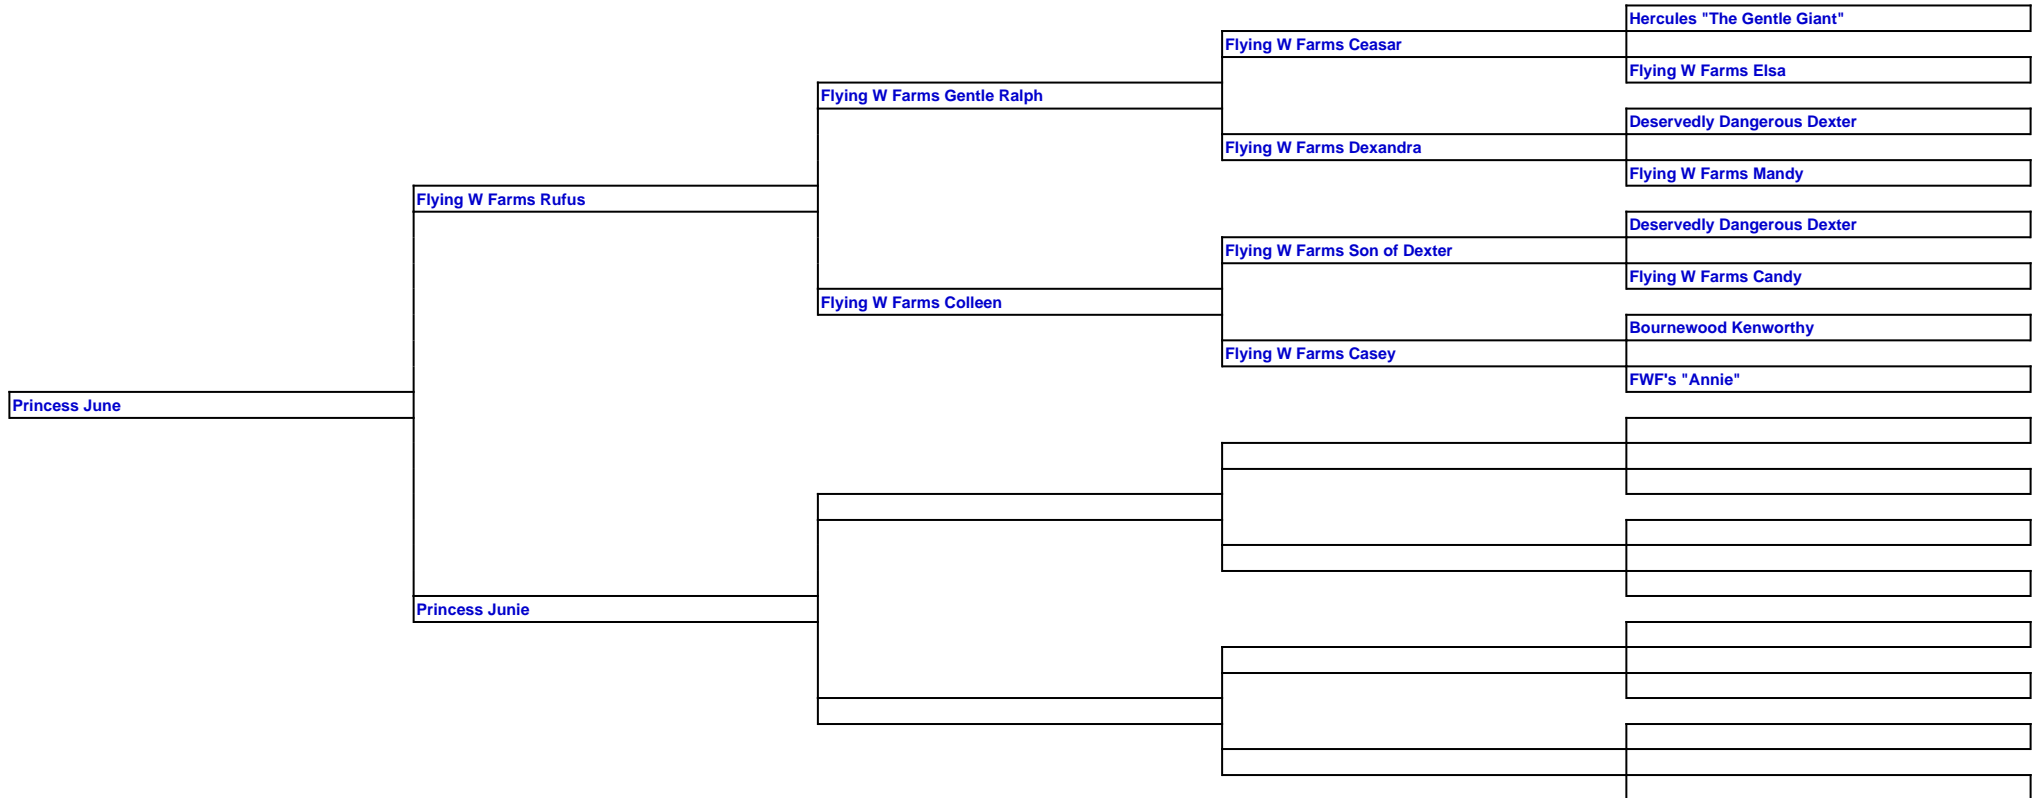 Hercules "The Gentle Giant"
Flying W Farms Ceasar
Flying W Farms Elsa
Flying W Farms Gentle Ralph
Deservedly Dangerous Dexter
Flying W Farms Dexandra
Flying W Farms Mandy
Flying W Farms Rufus
Deservedly Dangerous Dexter
Flying W Farms Son of Dexter
Flying W Farms Candy
Flying W Farms Colleen
Bournewood Kenworthy
Flying W Farms Casey
FWF's "Annie"
Princess June
Princess Junie